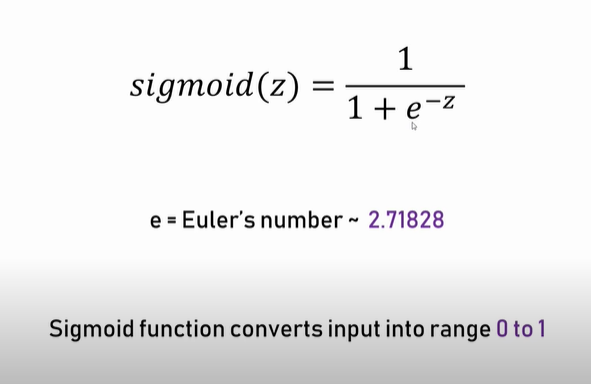 sigmoid(z) = 1 / (1 + e^{-z})
e = Euler's number ~ 2.71828
Sigmoid function converts input into range 0 to 1